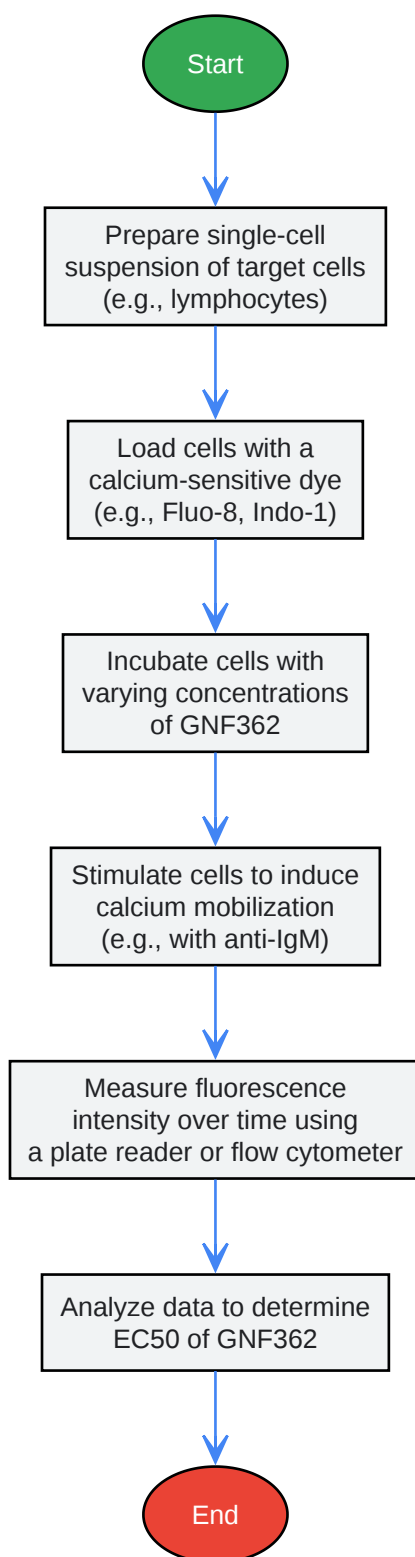 Start
Prepare single-cell
suspension of target cells
(e.g., lymphocytes)
Load cells with a
calcium-sensitive dye
(e.g., Fluo-8, Indo-1)
Incubate cells with
varying concentrations
of GNF362
Stimulate cells to induce
calcium mobilization
(e.g., with anti-IgM)
Measure fluorescence
intensity over time using
a plate reader or flow cytometer
Analyze data to determine
EC50 of GNF362
End